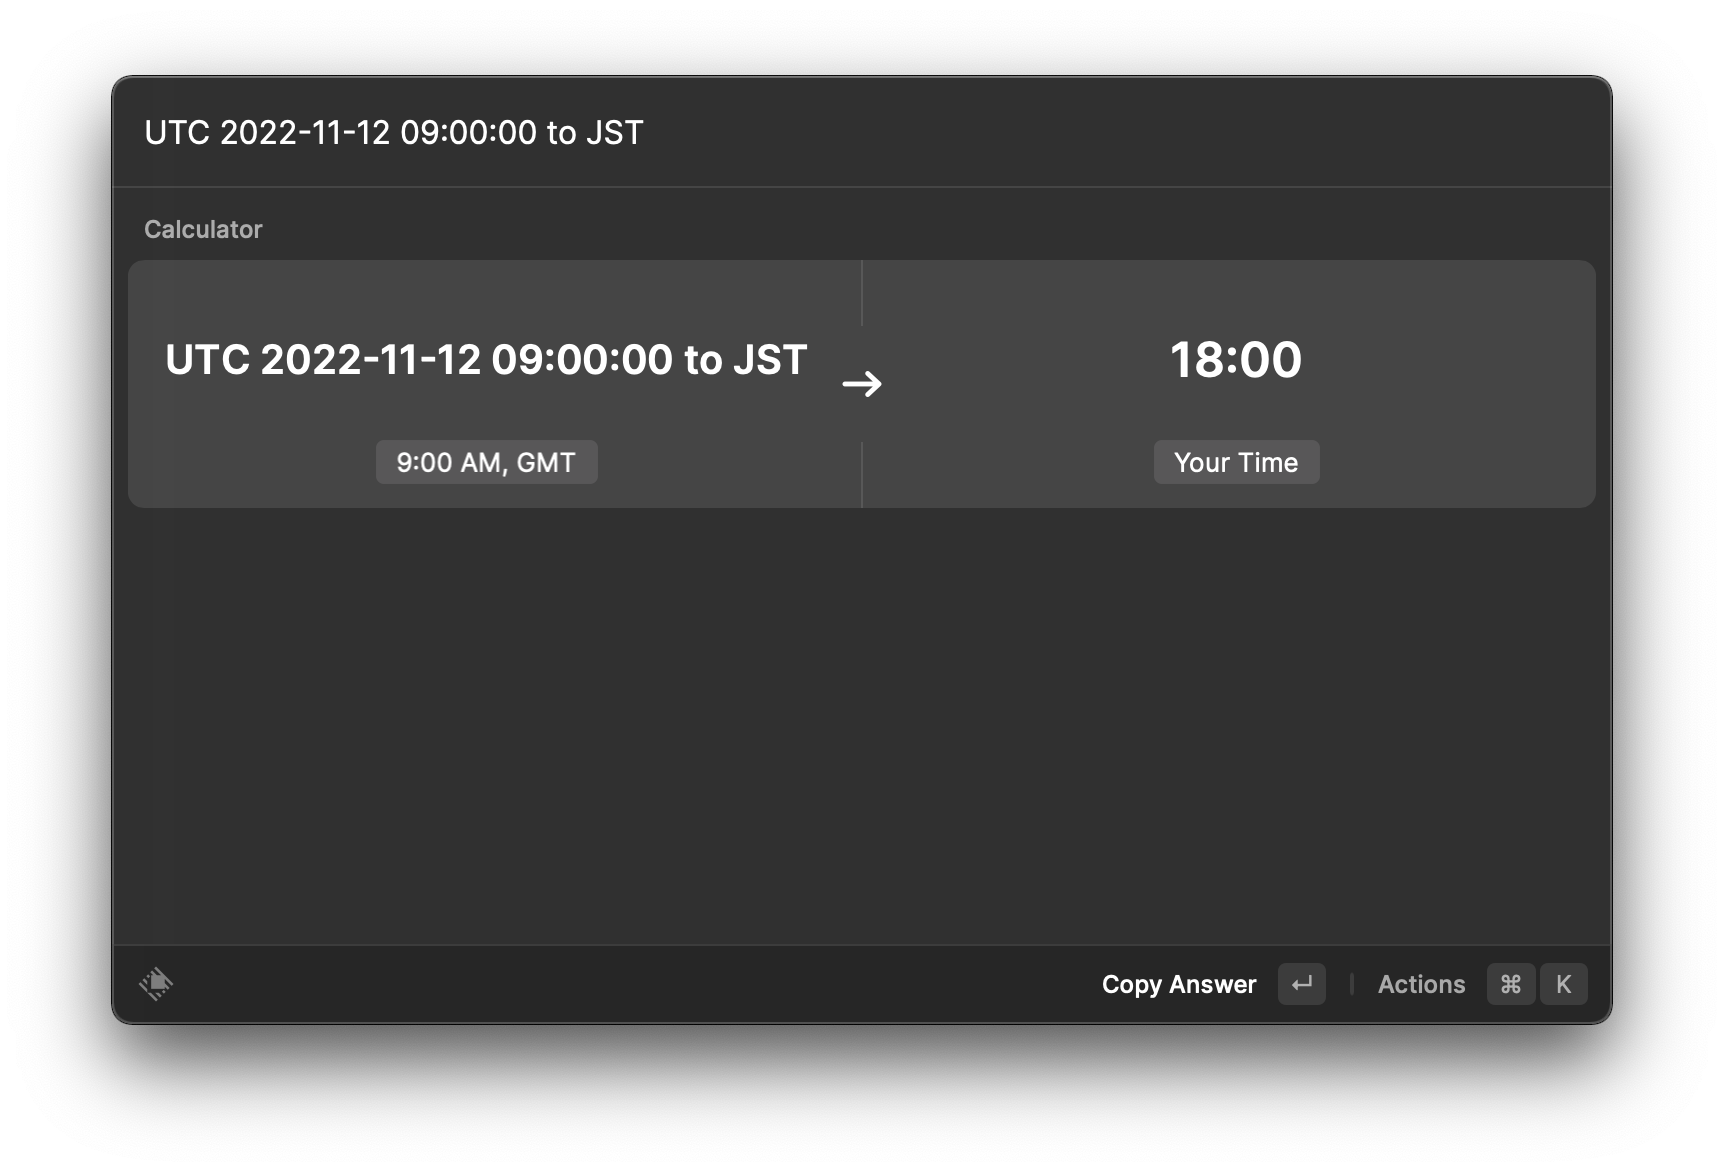 UTC 2022-11-12 09:00:00 to JST
Calculator
UTC 2022-11-12 09:00:00 to JST
→
18:00
9:00 AM, GMT
Your Time
Copy Answer ↵ | Actions ⌘ K